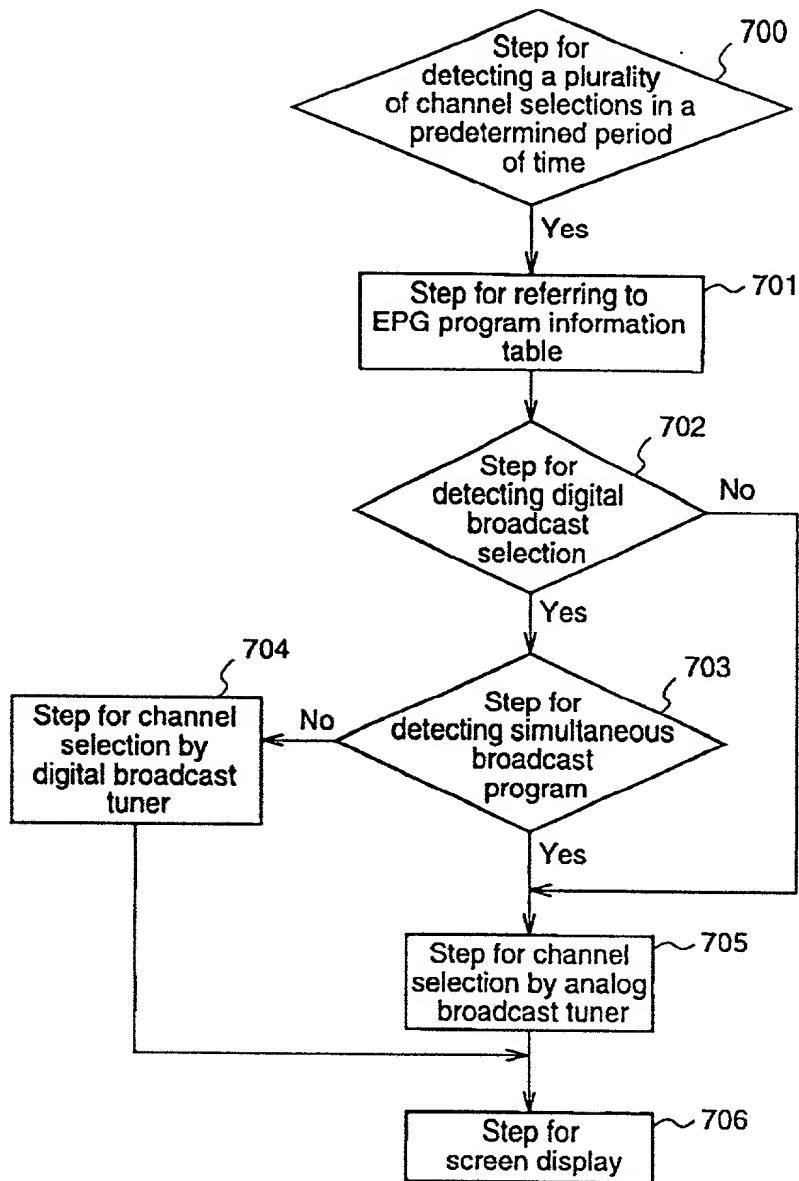 700
Step for
detecting a plurality
of channel selections in a
predetermined period
of time
Yes
701
Step for referring to
EPG program information
table
702
Step for
detecting digital
broadcast
selection
No
Yes
703
Step for
detecting simultaneous
broadcast
program
704
Step for channel
selection by
digital broadcast
tuner
No
Yes
705
Step for channel
selection by analog
broadcast tuner
706
Step for
screen display